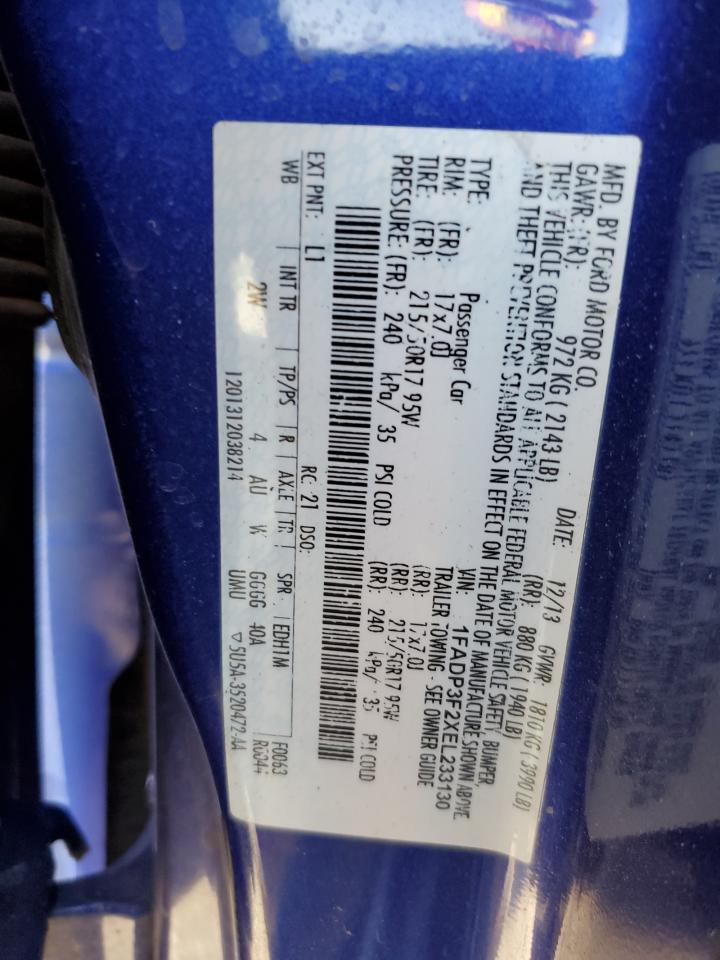 MFD. BY FORD MOTOR CO. DATE: 12/13 GVWR: 1810 KG ( 3990 LB)
GAWR: 972 KG ( 2143 LB) (RR): 880 KG ( 1940 LB)
THIS VEHICLE CONFORMS TO ALL APPLICABLE FEDERAL MOTOR VEHICLE SAFETY, BUMPER,
AND THEFT PREVENTION STANDARDS IN EFFECT ON THE DATE OF MANUFACTURE SHOWN ABOVE.
VIN: 1FADP3F2XEL233130
TYPE: Passenger Car TRAILER TOWING - SEE OWNER GUIDE
RIM: (FR): 17x7.0J (RR): 17x7.0J
TIRE: (FR): 215/50R17 95W (RR): 215/50R17 95W
PRESSURE: (FR): 240 kPa/ 35 PSI COLD (RR): 240 kPa/ 35 PSI COLD
EXT PNT: L1 RC: 21 DSO:
WB INT TR TP/PS R AXLE TR SPR EDH1M F0063
2W 4 AU GGGG
120131203B214 UMU ▽5U5A-3520472-AA